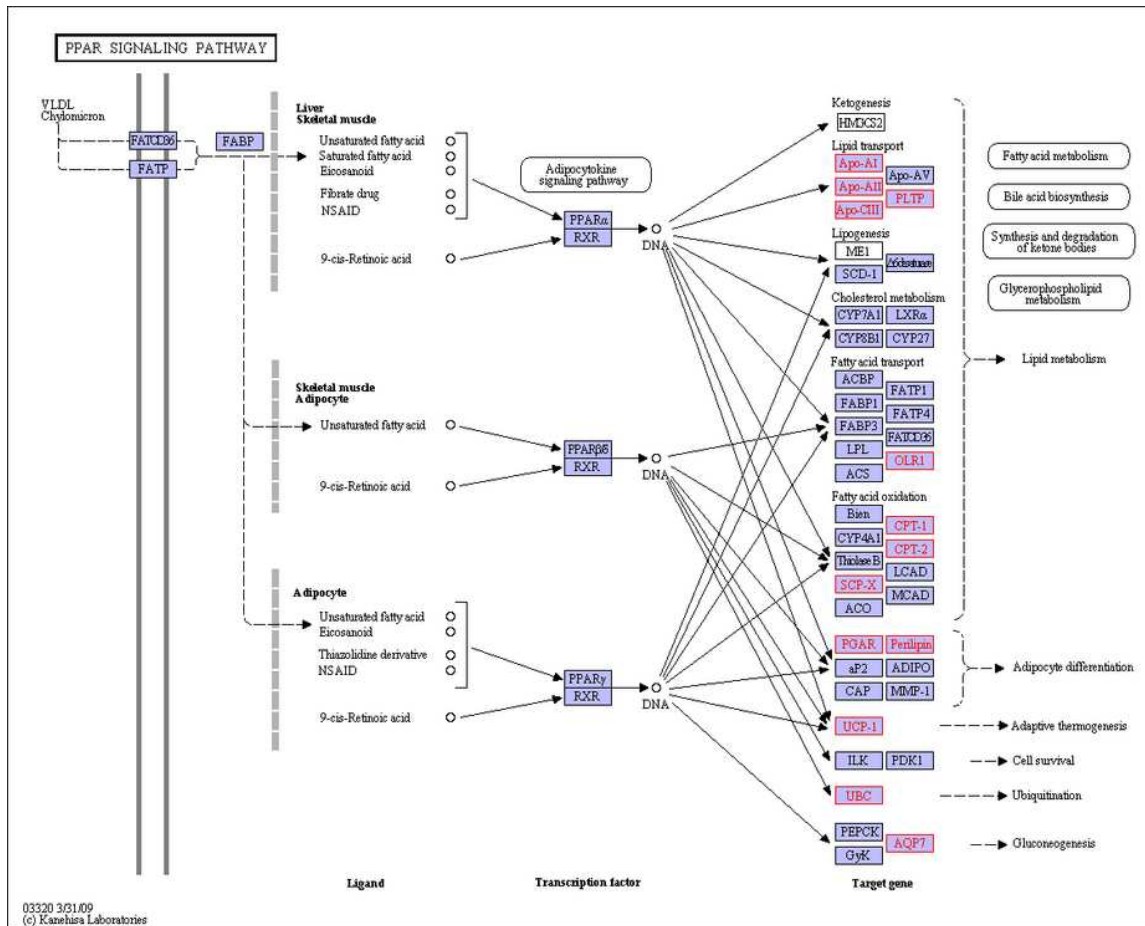 PPAR SIGNALING PATHWAY
VLDL
Chylomicron
FATCD36
FATP
FABP
Liver
Skeletal muscle
Unsaturated fatty acid
Saturated fatty acid
Eicosanoid
Fibrate drug
NSAID
9-cis-Retinoic acid
Adipocytokine
signaling pathway
PPARα
RXR
DNA
Skeletal muscle
Adipocyte
Unsaturated fatty acid
9-cis-Retinoic acid
PPARβ/δ
RXR
DNA
Adipocyte
Unsaturated fatty acid
Eicosanoid
Thiazolidine derivative
NSAID
9-cis-Retinoic acid
PPARγ
RXR
DNA
Ketogenesis
HMGCS2
Lipid transport
Apo-AI
Apo-AV
Apo-AII
PLTP
Apo-CIII
Lipogenesis
ME1
SCD-1
Cholesterol metabolism
CYP7A1 LXRα
CYP8B1 CYP27
Fatty acid transport
ACBP
FATP1
FABP1
FATP4
FABP3
FATCD36
LPL
OLR1
ACS
Fatty acid oxidation
Bien
CPT-1
CYP4A1
CPT-2
Thiolase B
LCAD
SCP-X
MCAD
ACO
PGAR Perilipin
aP2 ADIPO
CAP MMP-1
UCP-1
ILK PDK1
UBC
PEPCK
AQP7
GyK
Fatty acid metabolism
Bile acid biosynthesis
Synthesis and degradation
of ketone bodies
Glycerophospholipid
metabolism
Lipid metabolism
Adipocyte differentiation
Adaptive thermogenesis
Cell survival
Ubiquitination
Gluconeogenesis
Ligand
Transcription factor
Target gene
03320 3/31/09
(c) Kanehisa Laboratories